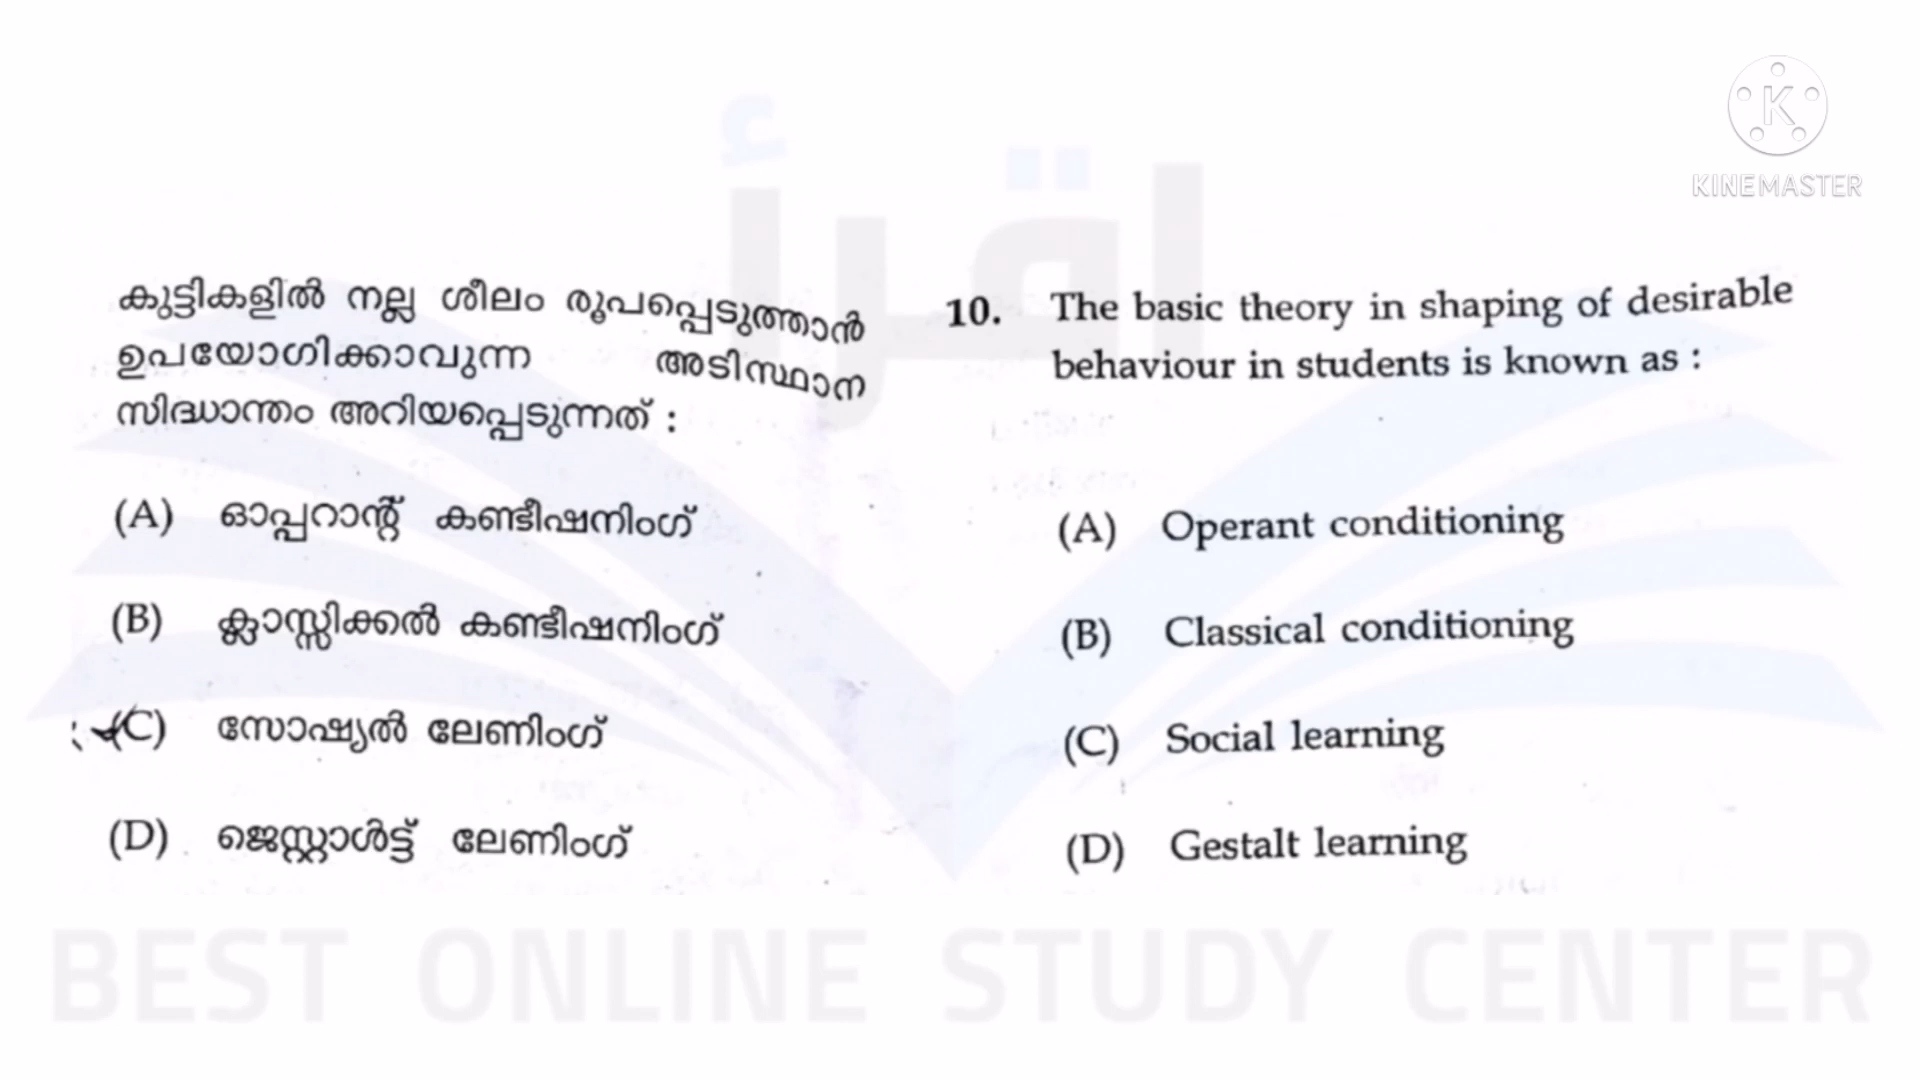 اقرأ
K
KINEMASTER
കുട്ടികളിൽ നല്ല ശീലം രൂപപ്പെടുത്താൻ
ഉപയോഗിക്കാവുന്ന അടിസ്ഥാന
സിദ്ധാന്തം അറിയപ്പെടുന്നത് :
(A) ഓപ്പറാന്റ് കണ്ടീഷനിംഗ്
(B) ക്ലാസ്സിക്കൽ കണ്ടീഷനിംഗ്
(C) സോഷ്യൽ ലേണിംഗ്
(D) ജെസ്റ്റാൾട്ട് ലേണിംഗ്
10. The basic theory in shaping of desirable
behaviour in students is known as :
(A) Operant conditioning
(B) Classical conditioning
(C) Social learning
(D) Gestalt learning
BEST ONLINE STUDY CENTER